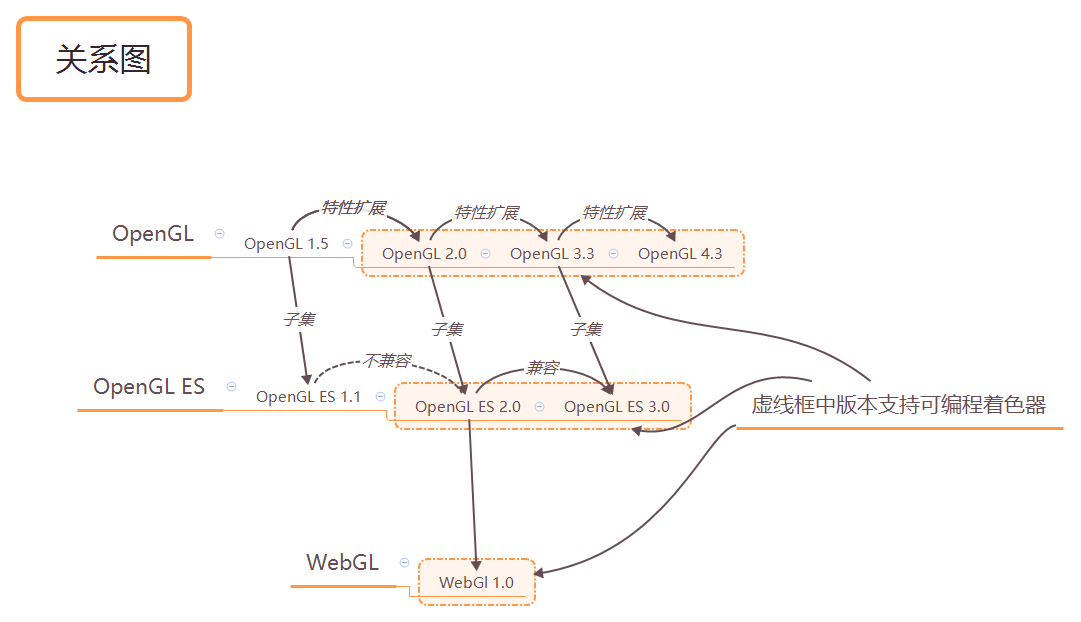 关系图
特性扩展
特性扩展
特性扩展
OpenGL
OpenGL 1.5
OpenGL 2.0
OpenGL 3.3
OpenGL 4.3
子集
子集
子集
不兼容
兼容
OpenGL ES
OpenGL ES 1.1
OpenGL ES 2.0
OpenGL ES 3.0
虚线框中版本支持可编程着色器
WebGL
WebGl 1.0